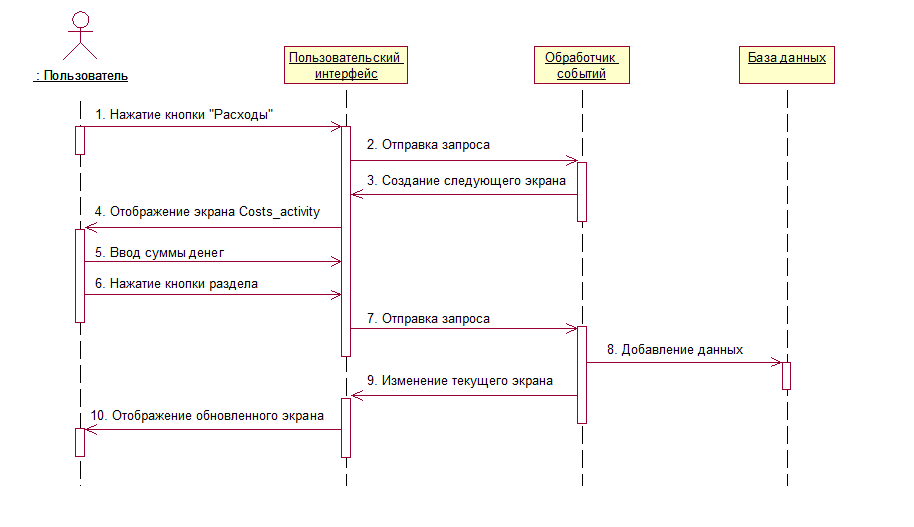 : Пользователь
Пользовательский
интерфейс
Обработчик
событий
База данных
1. Нажатие кнопки "Расходы"
2. Отправка запроса
3. Создание следующего экрана
4. Отображение экрана Costs_activity
5. Ввод суммы денег
6. Нажатие кнопки раздела
7. Отправка запроса
8. Добавление данных
9. Изменение текущего экрана
10. Отображение обновленного экрана